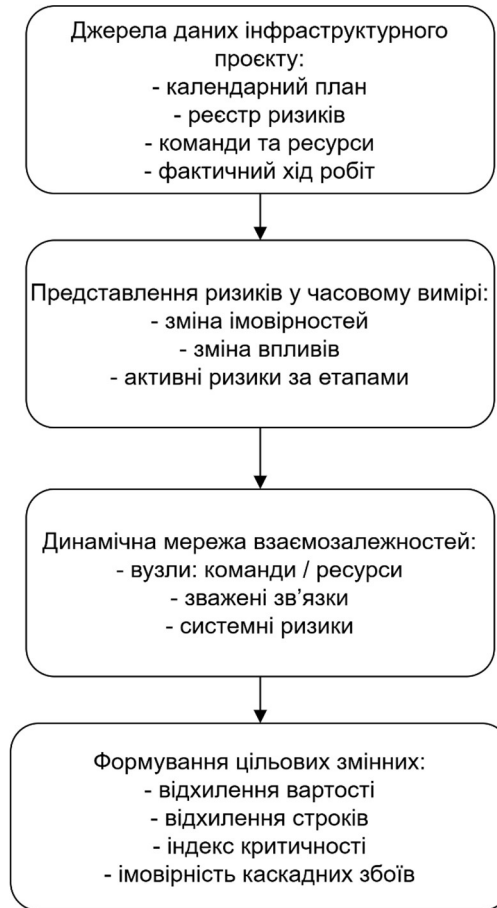 Джерела даних інфраструктурного
проєкту:
- календарний план
- реєстр ризиків
- команди та ресурси
- фактичний хід робіт
Представлення ризиків у часовому вимірі:
- зміна імовірностей
- зміна впливів
- активні ризики за етапами
Динамічна мережа взаємозалежностей:
- вузли: команди / ресурси
- зважені зв’язки
- системні ризики
Формування цільових змінних:
- відхилення вартості
- відхилення строків
- індекс критичності
- імовірність каскадних збоїв